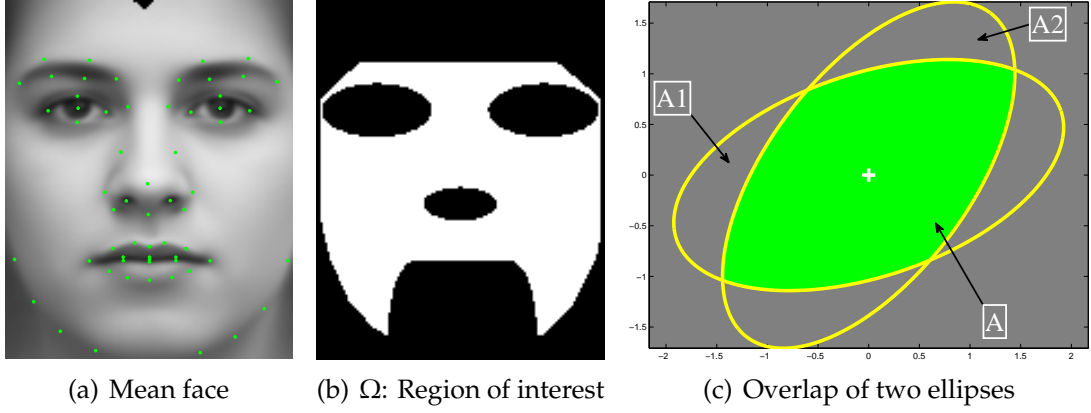 A2
A1
A
1.5
1
0.5
0
−0.5
−1
−1.5
−2 −1.5 −1 −0.5 0 0.5 1 1.5 2
(a) Mean face (b) Ω: Region of interest (c) Overlap of two ellipses